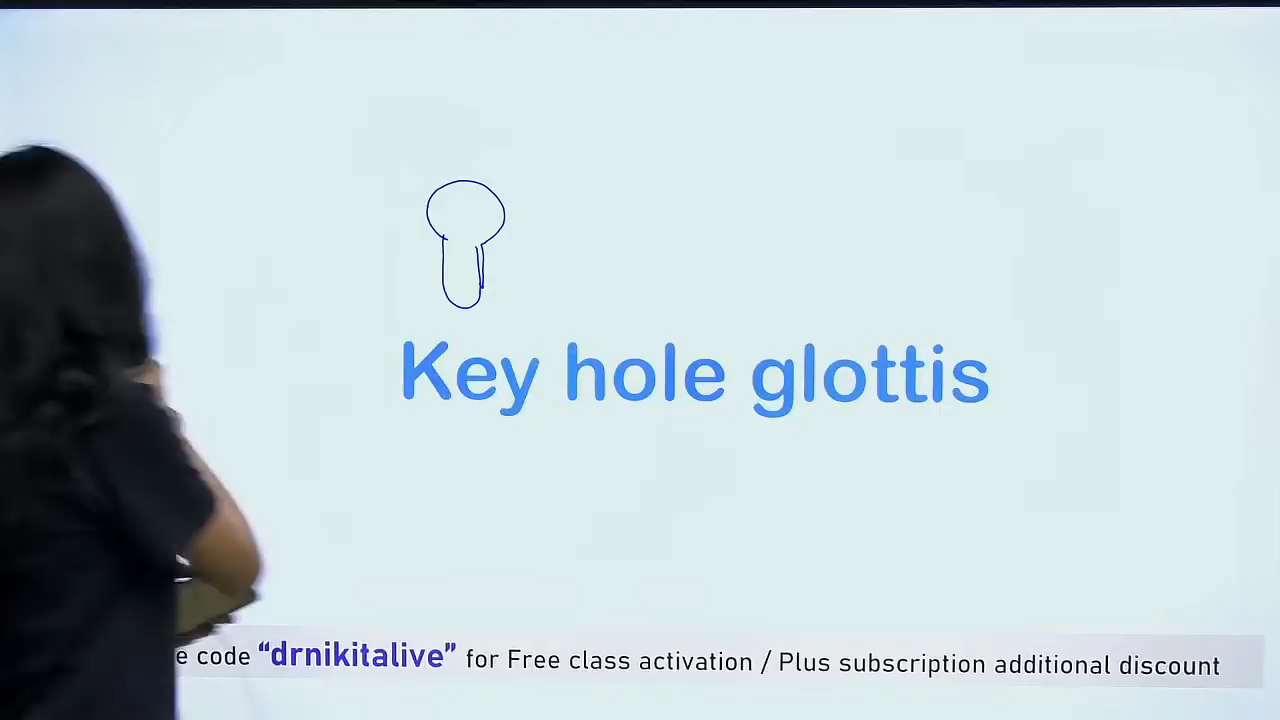 Key hole glottis
e code “drnikitalive” for Free class activation / Plus subscription additional discount